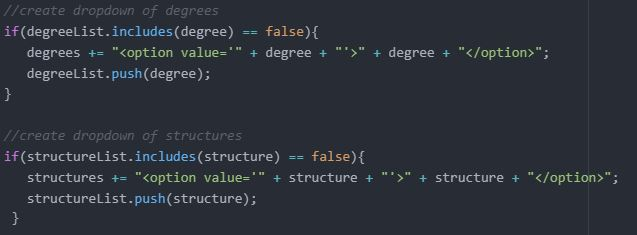 //create dropdown of degrees
if(degreeList.includes(degree) == false){
degrees += "<option value='" + degree + "'>" + degree + "</option>";
degreeList.push(degree);
}
//create dropdown of structures
if(structureList.includes(structure) == false){
structures += "<option value='" + structure + "'>" + structure + "</option>";
structureList.push(structure);
}